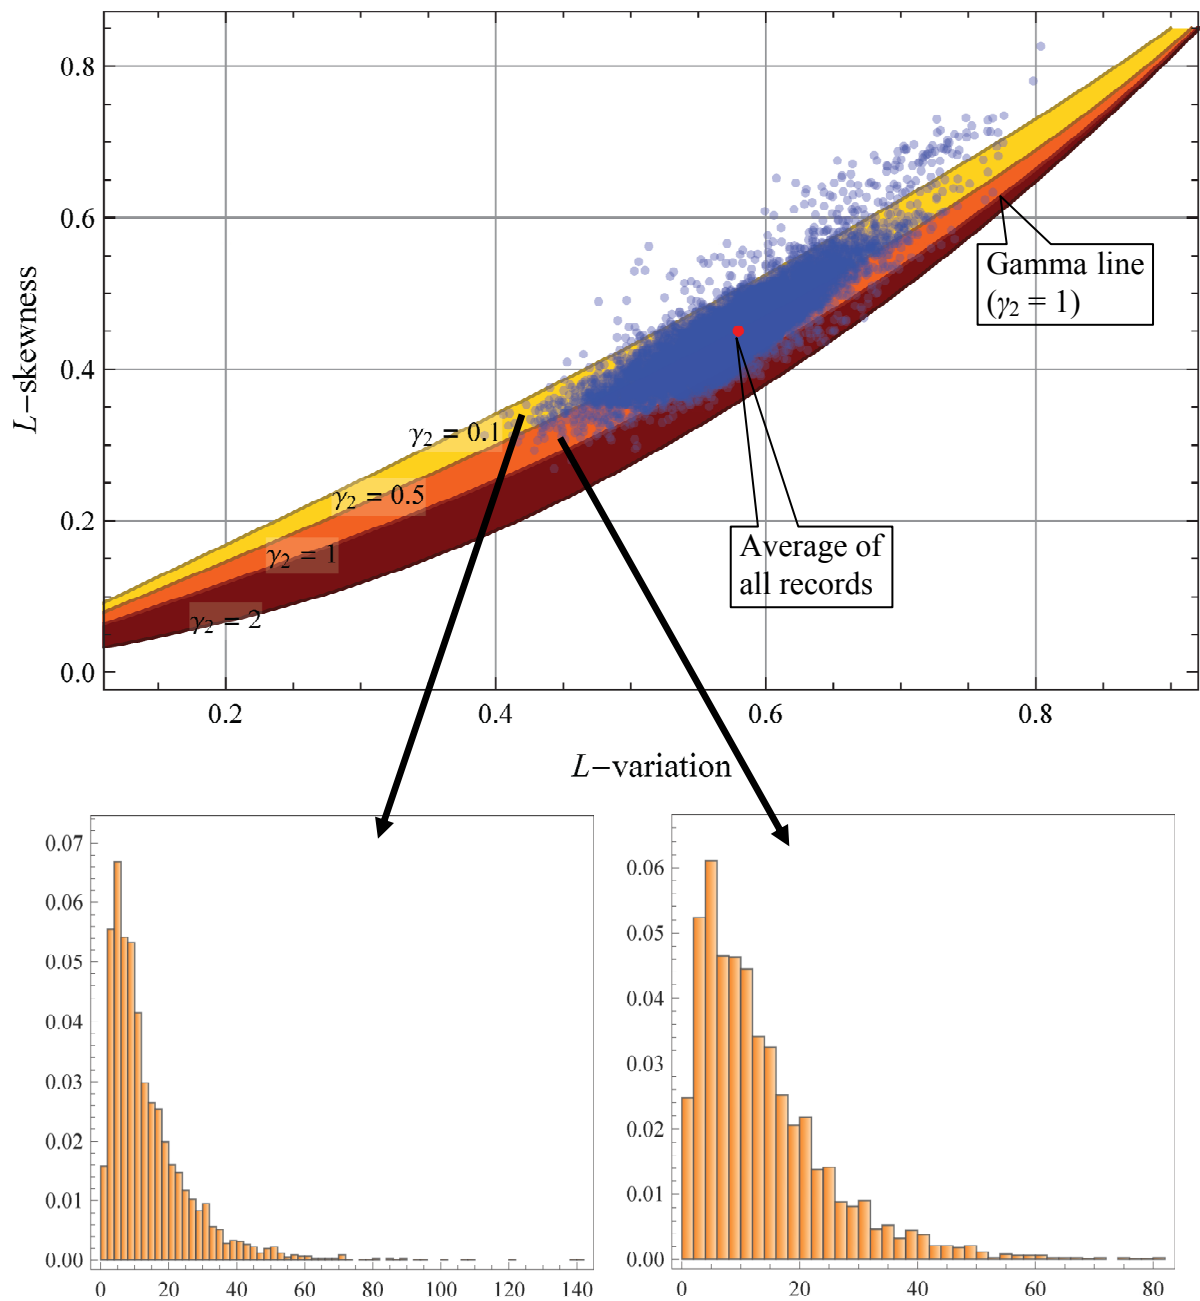 0.8
0.6
0.4
0.2
0.0
L−skewness
γ2 = 0.1
γ2 = 0.5
γ2 = 1
γ2 = 2
Gamma line
(γ2 = 1)
Average of
all records
0.2 0.4 0.6 0.8
L−variation
0.07
0.06
0.05
0.04
0.03
0.02
0.01
0.00
0 20 40 60 80 100 120 140
0.06
0.05
0.04
0.03
0.02
0.01
0.00
0 20 40 60 80